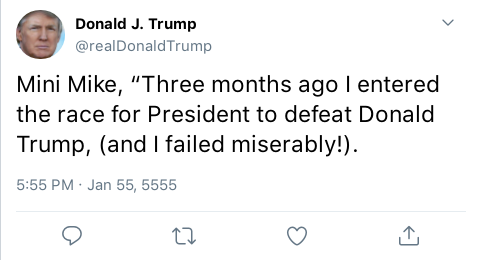 Donald J. Trump
@realDonaldTrump
Mini Mike, “Three months ago I entered
the race for President to defeat Donald
Trump, (and I failed miserably!).
5:55 PM · Jan 55, 5555